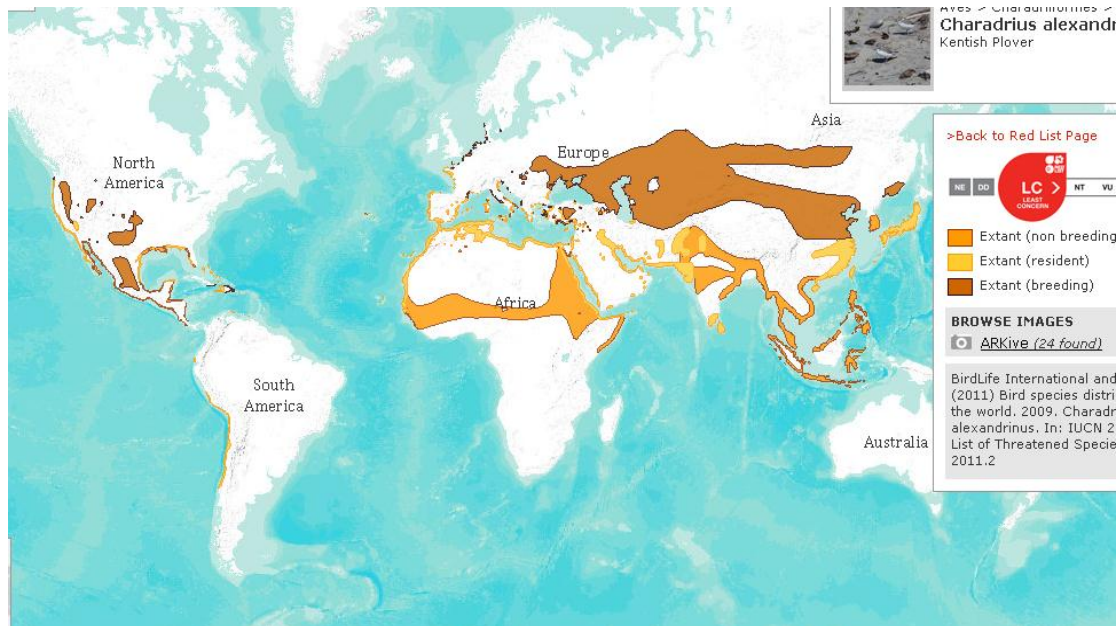 Aves > Charadriiformes >
Charadrius alexandr
Kentish Plover
Asia
North
America
Europe
Africa
South
America
Australia
>Back to Red List Page
NE DD LC > NT VU
LEAST
CONCERN
Extant (non breeding
Extant (resident)
Extant (breeding)
BROWSE IMAGES
ARKive (24 found)
BirdLife International and
(2011) Bird species distri
the world. 2009. Charadr
alexandrinus. In: IUCN 2
List of Threatened Specie
2011.2